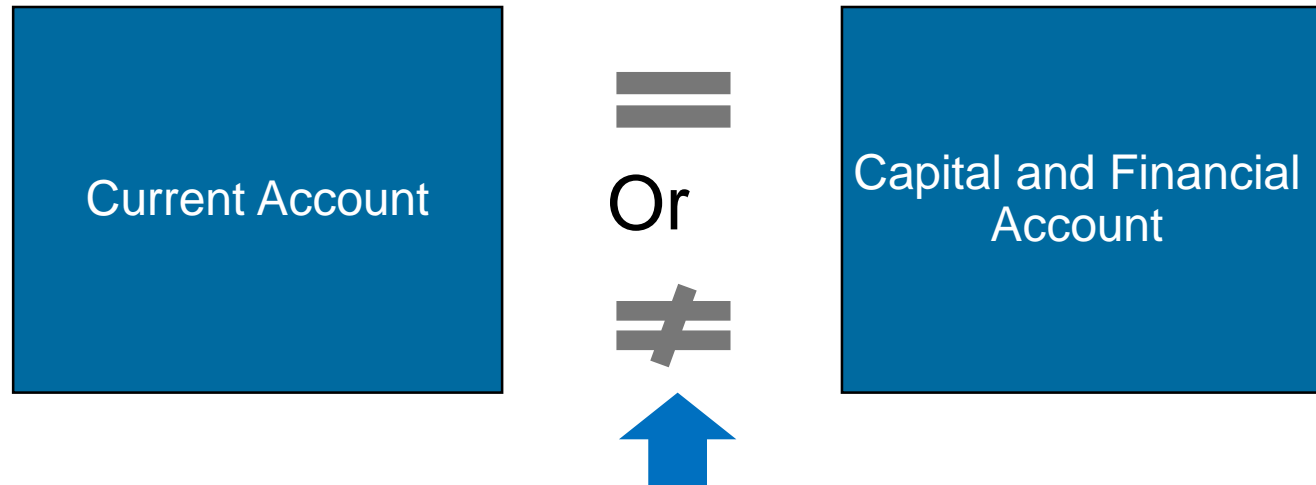 Current Account
=
Or
≠
Capital and Financial
Account